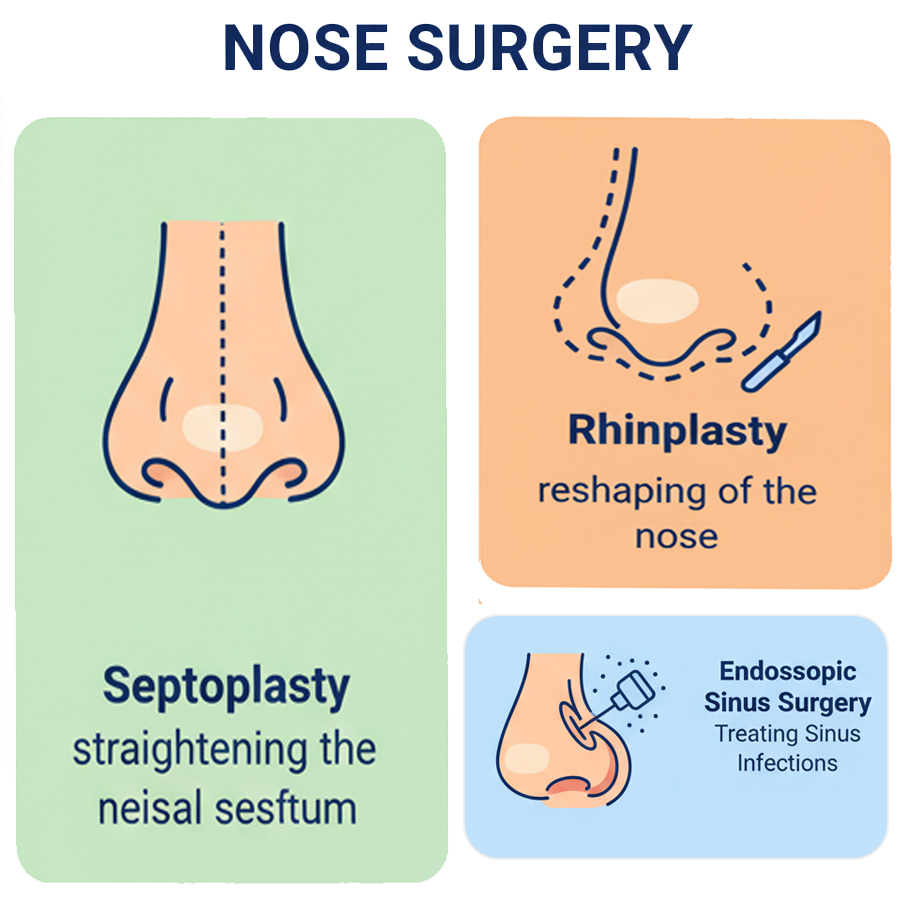 NOSE SURGERY
Septoplasty
straightening the
neisal sesftum
Rhinplasty
reshaping of the
nose
Endossopic
Sinus Surgery
Treating Sinus
Infections